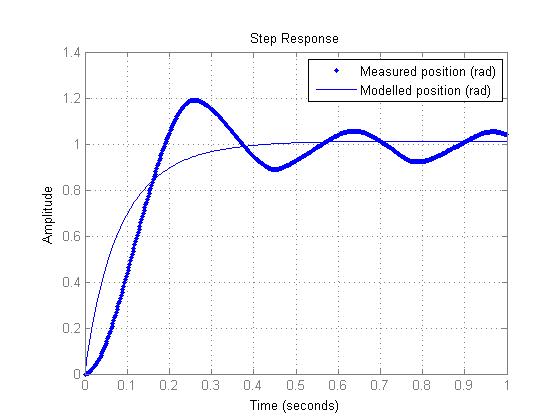 Step Response
Measured position (rad)
Modelled position (rad)
Amplitude
1.4
1.2
1
0.8
0.6
0.4
0.2
0
0 0.1 0.2 0.3 0.4 0.5 0.6 0.7 0.8 0.9 1
Time (seconds)